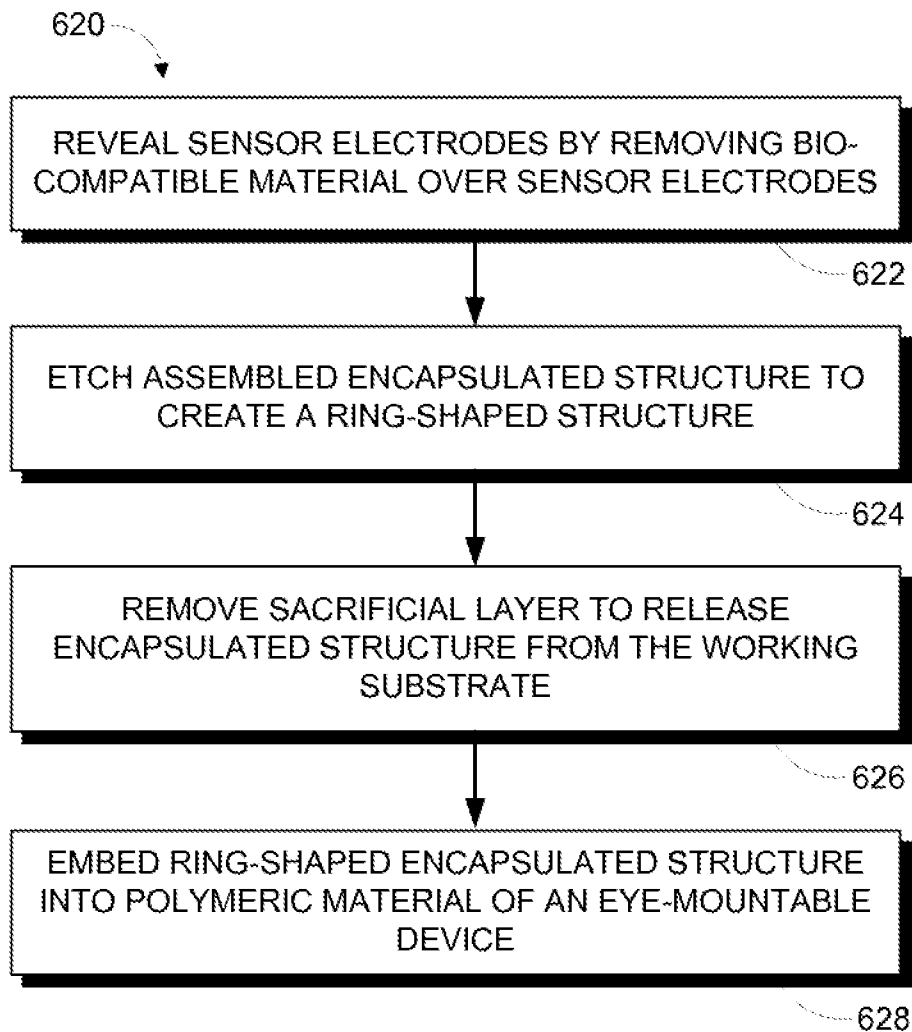 620
REVEAL SENSOR ELECTRODES BY REMOVING BIO-
COMPATIBLE MATERIAL OVER SENSOR ELECTRODES
622
ETCH ASSEMBLED ENCAPSULATED STRUCTURE TO
CREATE A RING-SHAPED STRUCTURE
624
REMOVE SACRIFICIAL LAYER TO RELEASE
ENCAPSULATED STRUCTURE FROM THE WORKING
SUBSTRATE
626
EMBED RING-SHAPED ENCAPSULATED STRUCTURE
INTO POLYMERIC MATERIAL OF AN EYE-MOUNTABLE
DEVICE
628